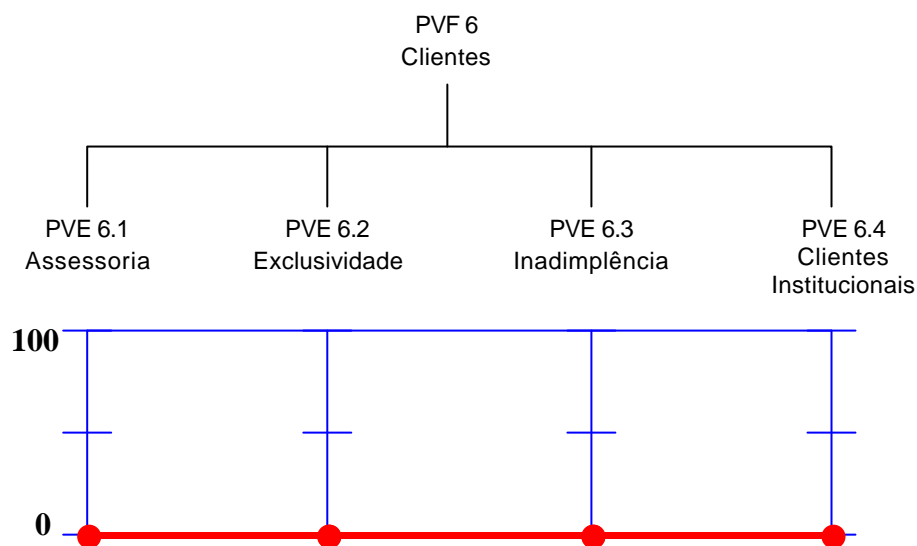 PVF 6
Clientes
PVE 6.1
Assessoria
PVE 6.2
Exclusividade
PVE 6.3
Inadimplência
PVE 6.4
Clientes
Institucionais
100
0